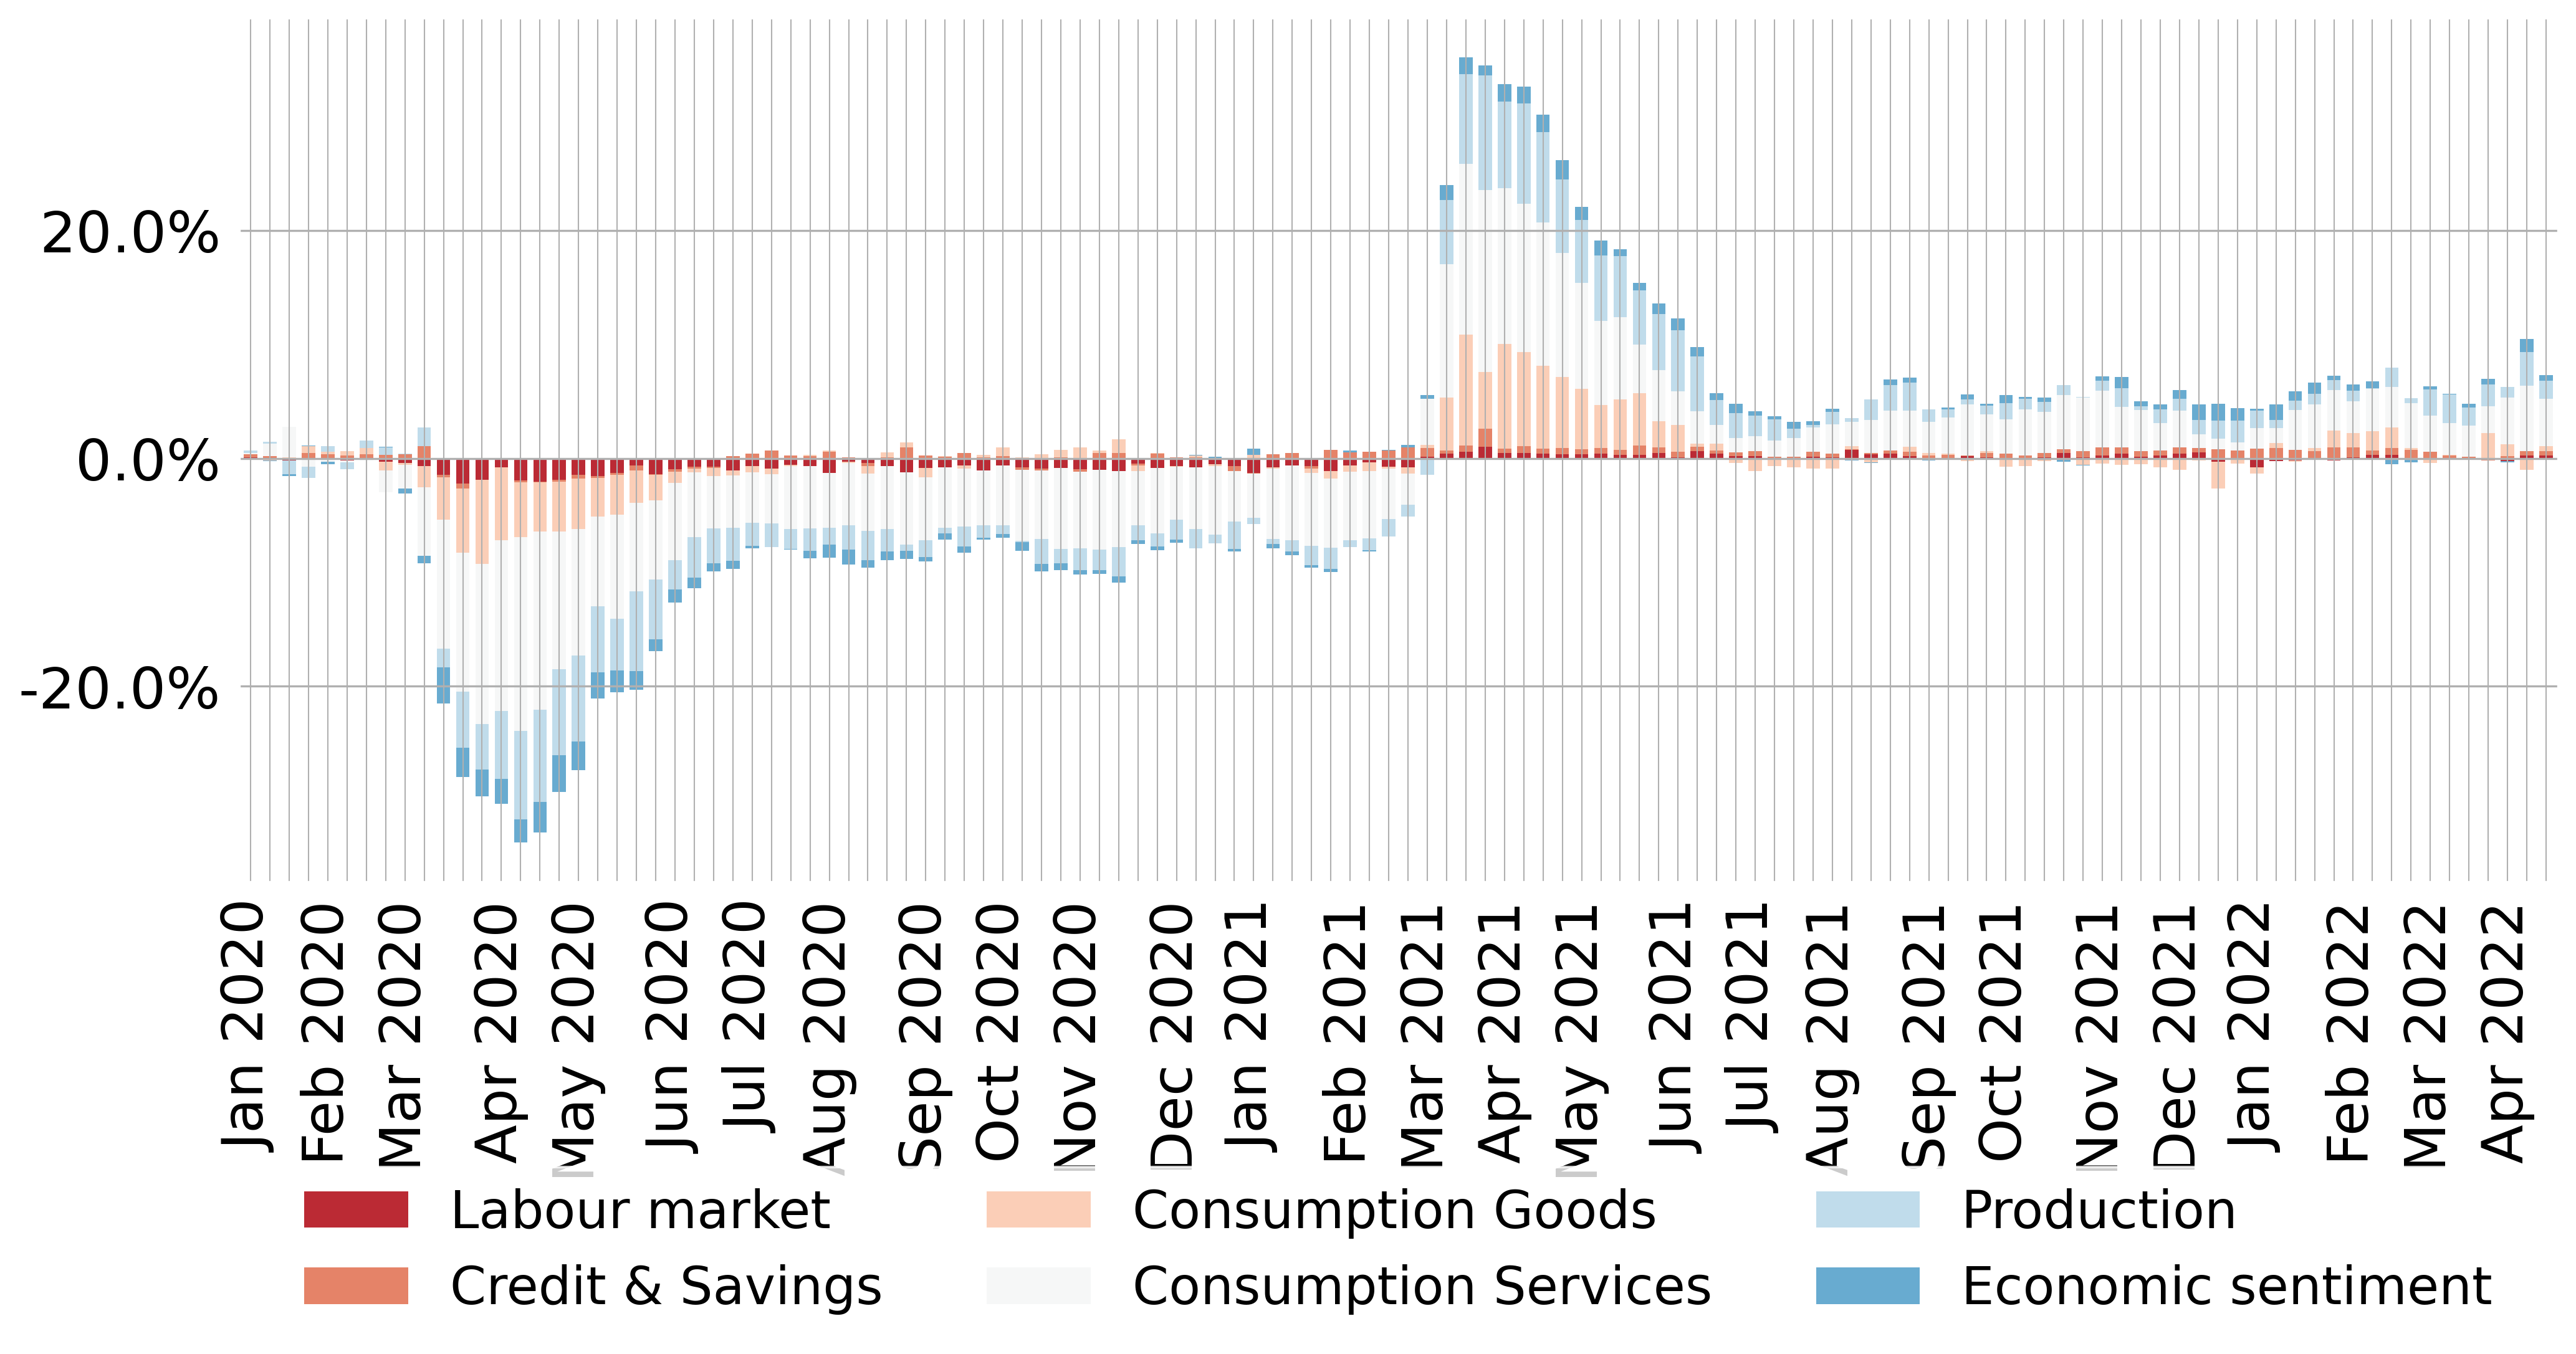 20.0%
0.0%
-20.0%
Jan 2020
Feb 2020
Mar 2020
Apr 2020
May 2020
Jun 2020
Jul 2020
Aug 2020
Sep 2020
Oct 2020
Nov 2020
Dec 2020
Jan 2021
Feb 2021
Mar 2021
Apr 2021
May 2021
Jun 2021
Jul 2021
Aug 2021
Sep 2021
Oct 2021
Nov 2021
Dec 2021
Jan 2022
Feb 2022
Mar 2022
Apr 2022
Labour market
Credit & Savings
Consumption Goods
Consumption Services
Production
Economic sentiment